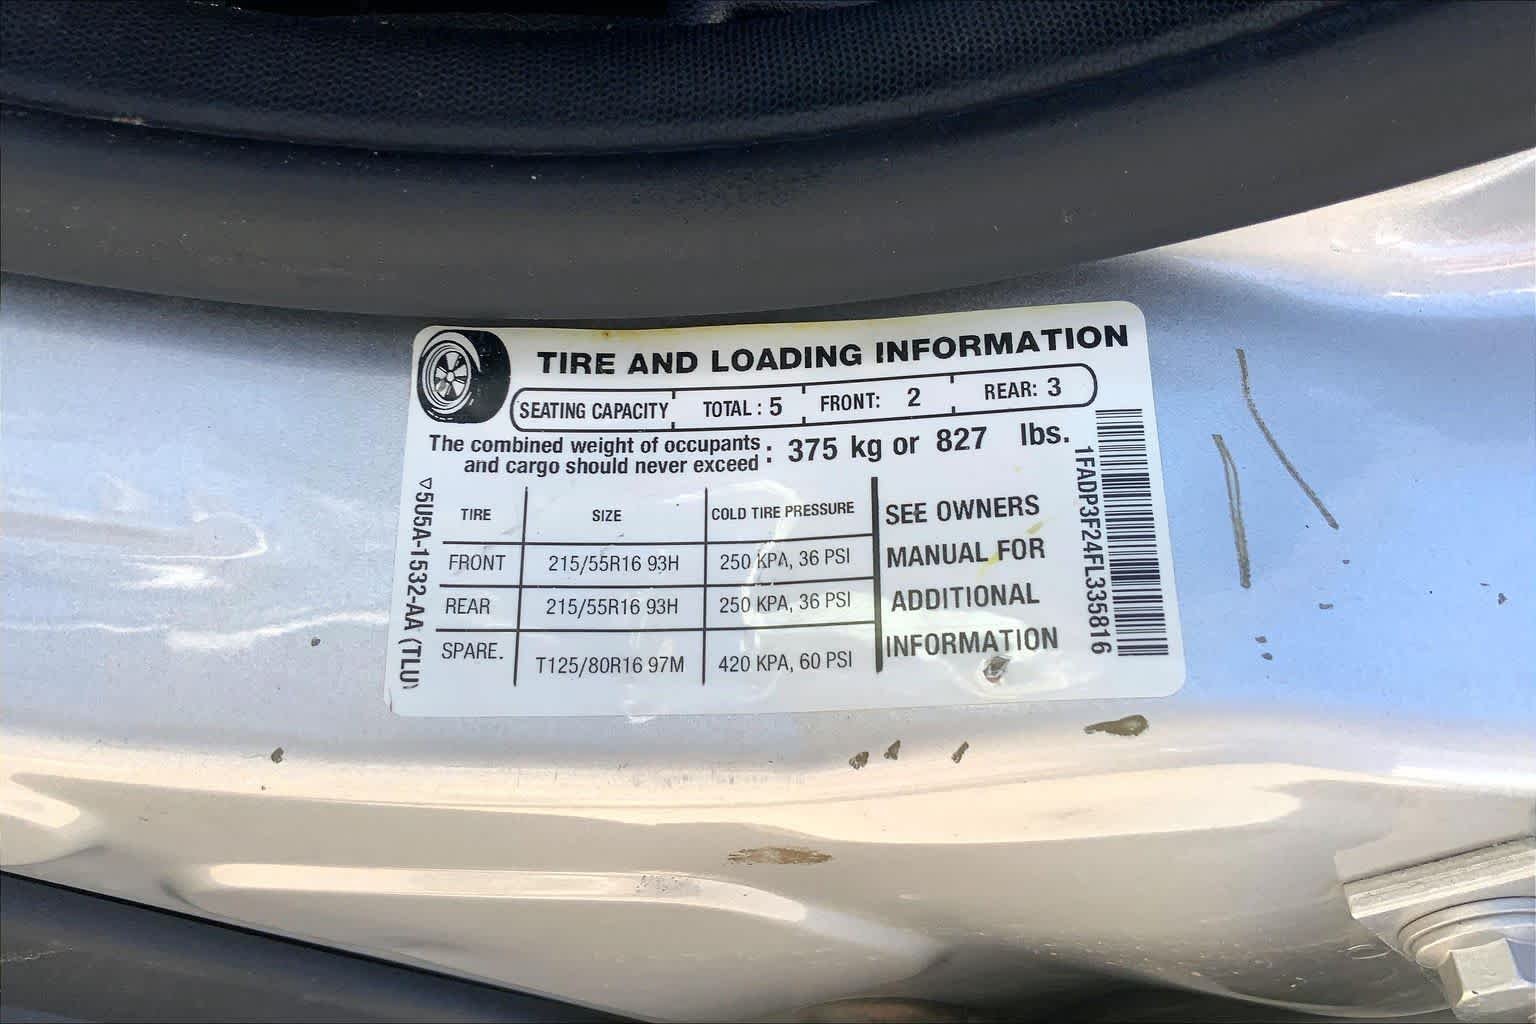 TIRE AND LOADING INFORMATION
SEATING CAPACITY TOTAL : 5 FRONT: 2 REAR: 3
The combined weight of occupants
and cargo should never exceed : 375 kg or 827 lbs.
TIRE SIZE COLD TIRE PRESSURE
FRONT 215/55R16 93H 250 KPA, 36 PSI
REAR 215/55R16 93H 250 KPA, 36 PSI
SPARE. T125/80R16 97M 420 KPA, 60 PSI
SEE OWNERS
MANUAL FOR
ADDITIONAL
INFORMATION
5U5A-1532-AA (TLU)
1FADP3F24FL335816